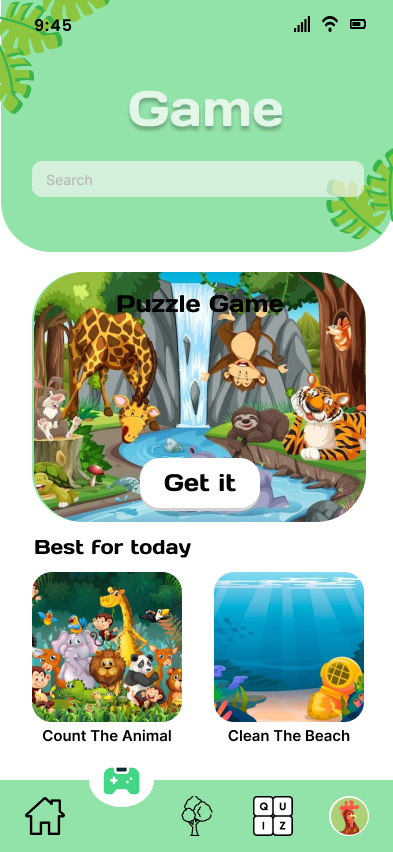 9:45
Game
Search
Puzzle Game
Get it
Best for today
Count The Animal
Clean The Beach
Q U
I Z